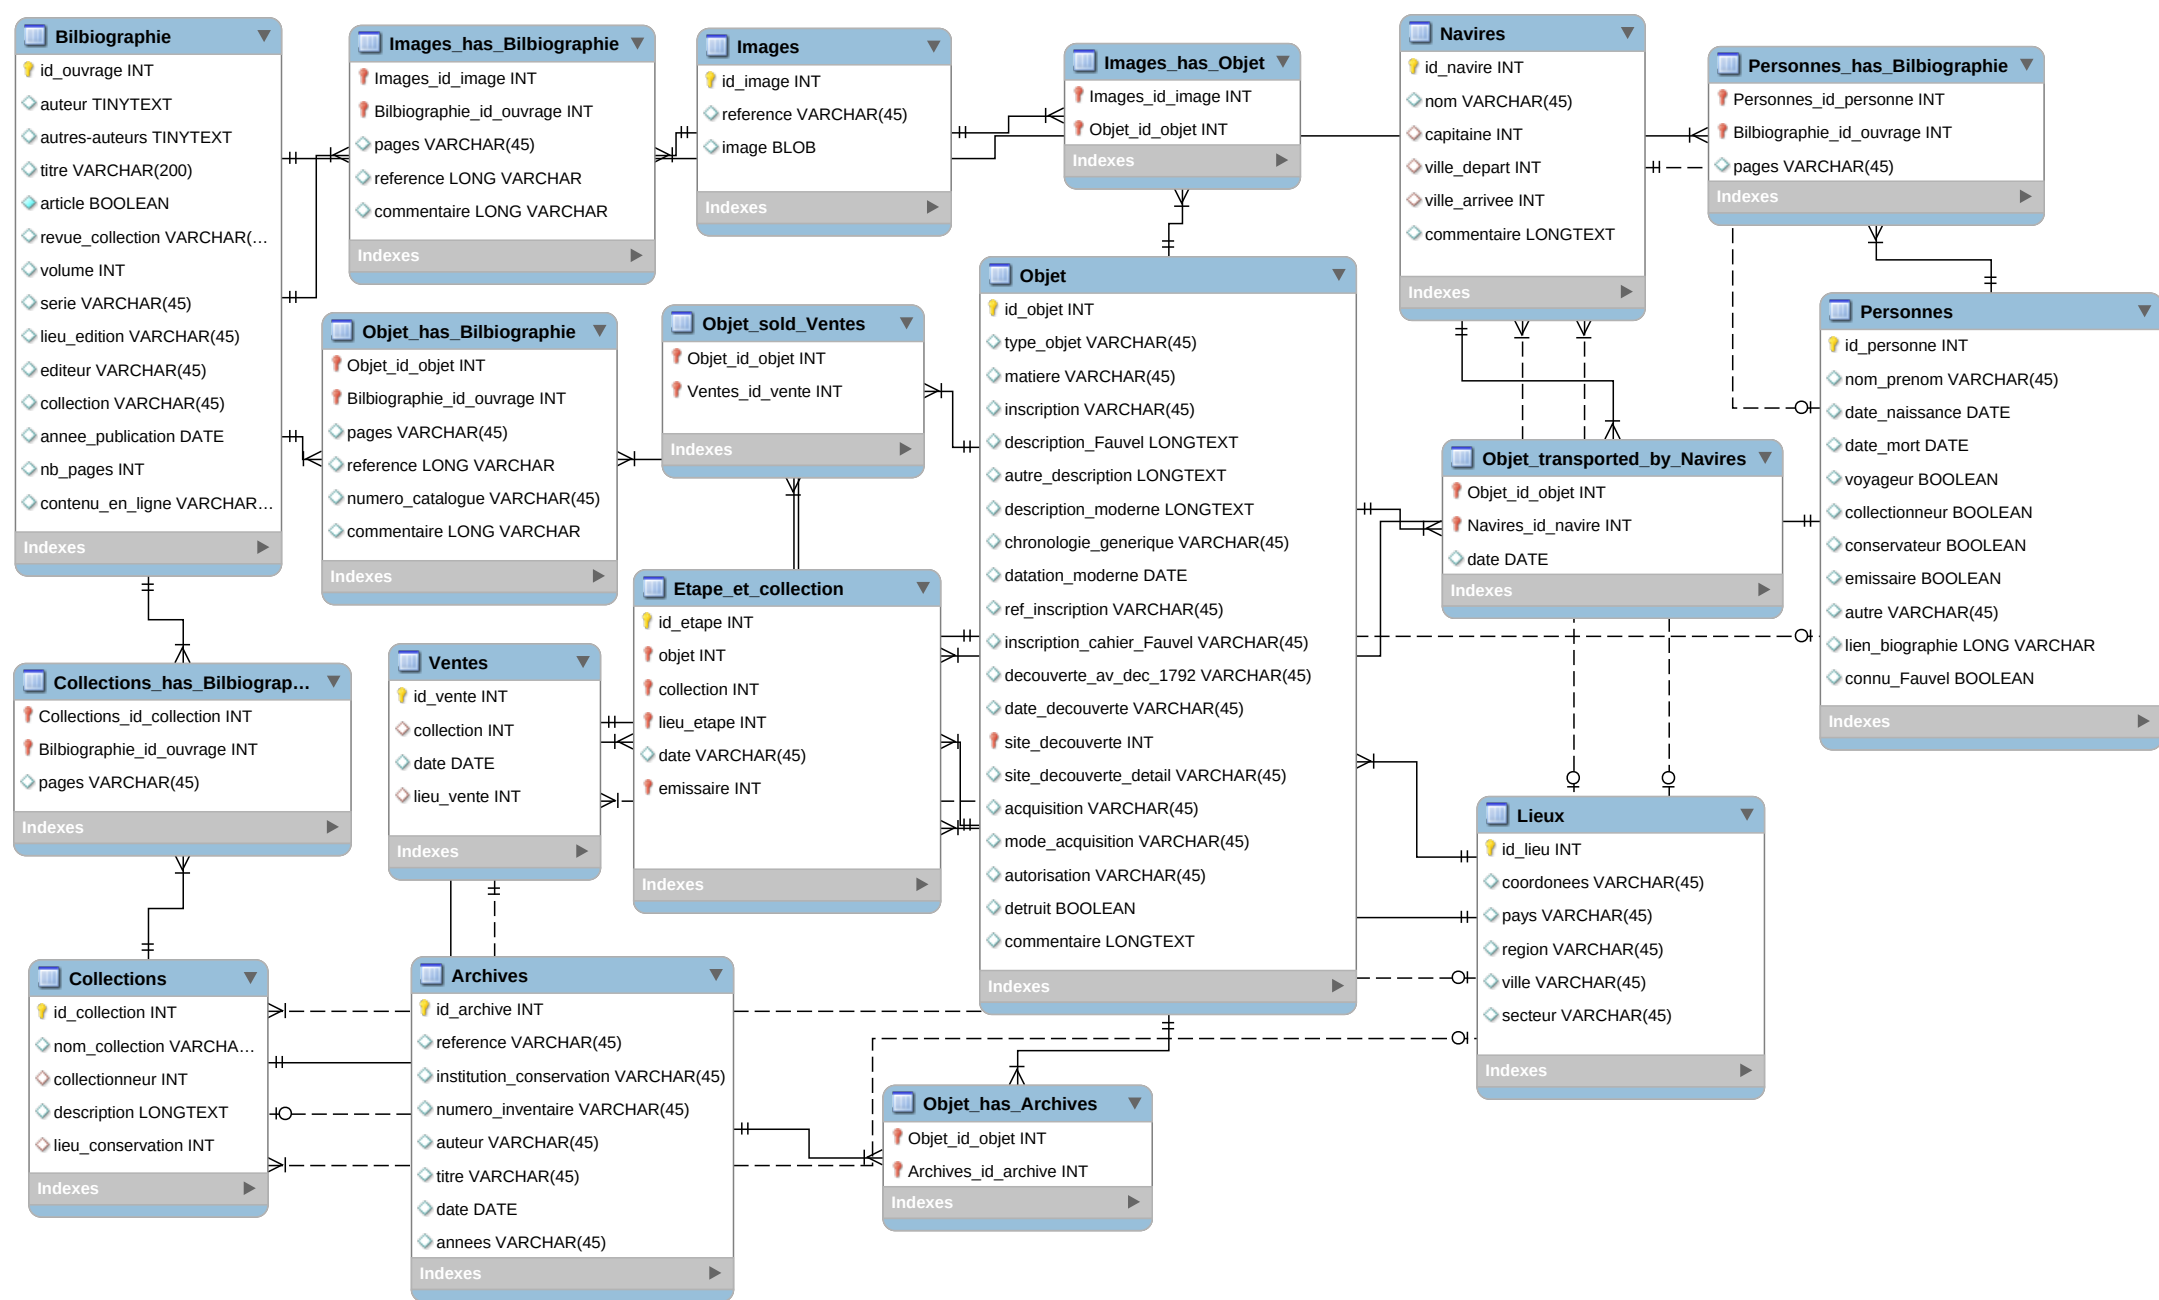 Bilbiographie
id_ouvrage INT
auteur TINYTEXT
autres-auteurs TINYTEXT
titre VARCHAR(200)
article BOOLEAN
revue_collection VARCHAR(…
volume INT
serie VARCHAR(45)
lieu_edition VARCHAR(45)
editeur VARCHAR(45)
collection VARCHAR(45)
annee_publication DATE
nb_pages INT
contenu_en_ligne VARCHAR…
Indexes
Images_has_Bilbiographie
Images_id_image INT
Bilbiographie_id_ouvrage INT
pages VARCHAR(45)
reference LONG VARCHAR
commentaire LONG VARCHAR
Indexes
Images
id_image INT
reference VARCHAR(45)
image BLOB
Indexes
Images_has_Objet
Images_id_image INT
Objet_id_objet INT
Indexes
Navires
id_navire INT
nom VARCHAR(45)
capitaine INT
ville_depart INT
ville_arrivee INT
commentaire LONGTEXT
Indexes
Personnes_has_Bilbiographie
Personnes_id_personne INT
Bilbiographie_id_ouvrage INT
pages VARCHAR(45)
Indexes
Objet_has_Bilbiographie
Objet_id_objet INT
Bilbiographie_id_ouvrage INT
pages VARCHAR(45)
reference LONG VARCHAR
numero_catalogue VARCHAR(45)
commentaire LONG VARCHAR
Indexes
Objet_sold_Ventes
Objet_id_objet INT
Ventes_id_vente INT
Indexes
Objet
id_objet INT
type_objet VARCHAR(45)
matiere VARCHAR(45)
inscription VARCHAR(45)
description_Fauvel LONGTEXT
autre_description LONGTEXT
description_moderne LONGTEXT
chronologie_generique VARCHAR(45)
datation_moderne DATE
ref_inscription VARCHAR(45)
inscription_cahier_Fauvel VARCHAR(45)
decouverte_av_dec_1792 VARCHAR(45)
date_decouverte VARCHAR(45)
site_decouverte INT
site_decouverte_detail VARCHAR(45)
acquisition VARCHAR(45)
mode_acquisition VARCHAR(45)
autorisation VARCHAR(45)
detruit BOOLEAN
commentaire LONGTEXT
Indexes
Personnes
id_personne INT
nom_prenom VARCHAR(45)
date_naissance DATE
date_mort DATE
voyageur BOOLEAN
collectionneur BOOLEAN
conservateur BOOLEAN
emissaire BOOLEAN
autre VARCHAR(45)
lien_biographie LONG VARCHAR
connu_Fauvel BOOLEAN
Indexes
Objet_transported_by_Navires
Objet_id_objet INT
Navires_id_navire INT
date DATE
Indexes
Etape_et_collection
id_etape INT
objet INT
collection INT
lieu_etape INT
date VARCHAR(45)
emissaire INT
Indexes
Ventes
id_vente INT
collection INT
date DATE
lieu_vente INT
Indexes
Collections_has_Bilbiograp…
Collections_id_collection INT
Bilbiographie_id_ouvrage INT
pages VARCHAR(45)
Indexes
Lieux
id_lieu INT
coordonees VARCHAR(45)
pays VARCHAR(45)
region VARCHAR(45)
ville VARCHAR(45)
secteur VARCHAR(45)
Indexes
Collections
id_collection INT
nom_collection VARCHA…
collectionneur INT
description LONGTEXT
lieu_conservation INT
Indexes
Archives
id_archive INT
reference VARCHAR(45)
institution_conservation VARCHAR(45)
numero_inventaire VARCHAR(45)
auteur VARCHAR(45)
titre VARCHAR(45)
date DATE
annees VARCHAR(45)
Indexes
Objet_has_Archives
Objet_id_objet INT
Archives_id_archive INT
Indexes